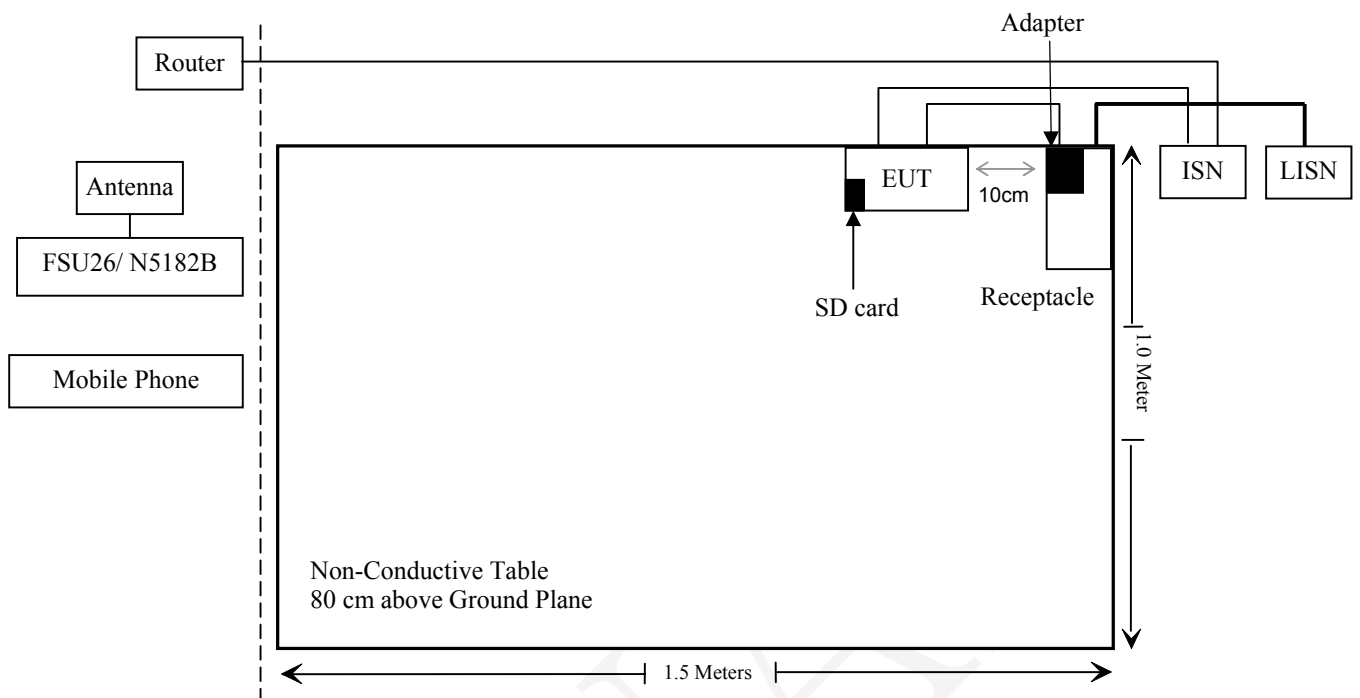 Adapter
Router
Antenna
EUT
10cm
ISN
LISN
FSU26/ N5182B
SD card
Receptacle
1.0 Meter
Mobile Phone
Non-Conductive Table
80 cm above Ground Plane
1.5 Meters